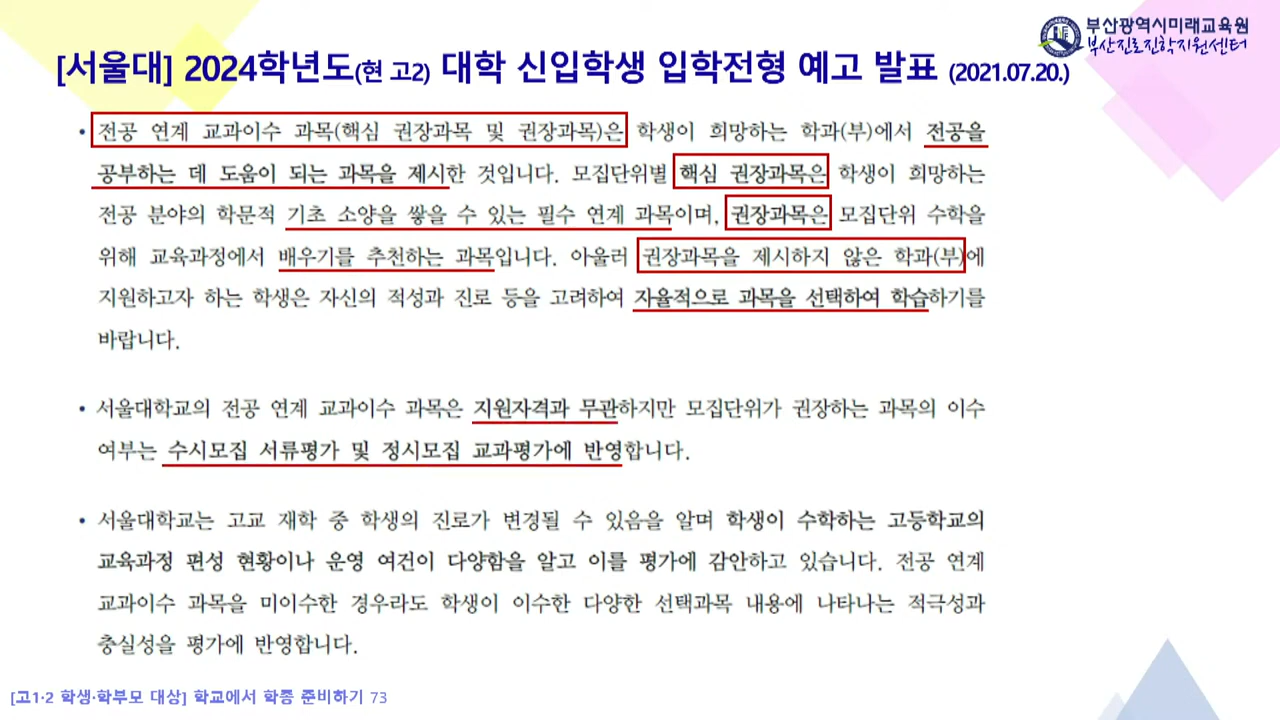 부산광역시미래교육원
부산진로진학지원센터
[서울대] 2024학년도(현 고2) 대학 신입학생 입학전형 예고 발표 (2021.07.20.)
• 전공 연계 교과이수 과목(핵심 권장과목 및 권장과목)은 학생이 희망하는 학과(부)에서 전공을
공부하는 데 도움이 되는 과목을 제시한 것입니다. 모집단위별 핵심 권장과목은 학생이 희망하는
전공 분야의 학문적 기초 소양을 쌓을 수 있는 필수 연계 과목이며, 권장과목은 모집단위 수학을
위해 교육과정에서 배우기를 추천하는 과목입니다. 아울러 권장과목을 제시하지 않은 학과(부)에
지원하고자 하는 학생은 자신의 적성과 진로 등을 고려하여 자율적으로 과목을 선택하여 학습하기를
바랍니다.
• 서울대학교의 전공 연계 교과이수 과목은 지원자격과 무관하지만 모집단위가 권장하는 과목의 이수
여부는 수시모집 서류평가 및 정시모집 교과평가에 반영합니다.
• 서울대학교는 고교 재학 중 학생의 진로가 변경될 수 있음을 알며 학생이 수학하는 고등학교의
교육과정 편성 현황이나 운영 여건이 다양함을 알고 이를 평가에 감안하고 있습니다. 전공 연계
교과이수 과목을 미이수한 경우라도 학생이 이수한 다양한 선택과목 내용에 나타나는 적극성과
충실성을 평가에 반영합니다.
[고1·2 학생·학부모 대상] 학교에서 학종 준비하기 73